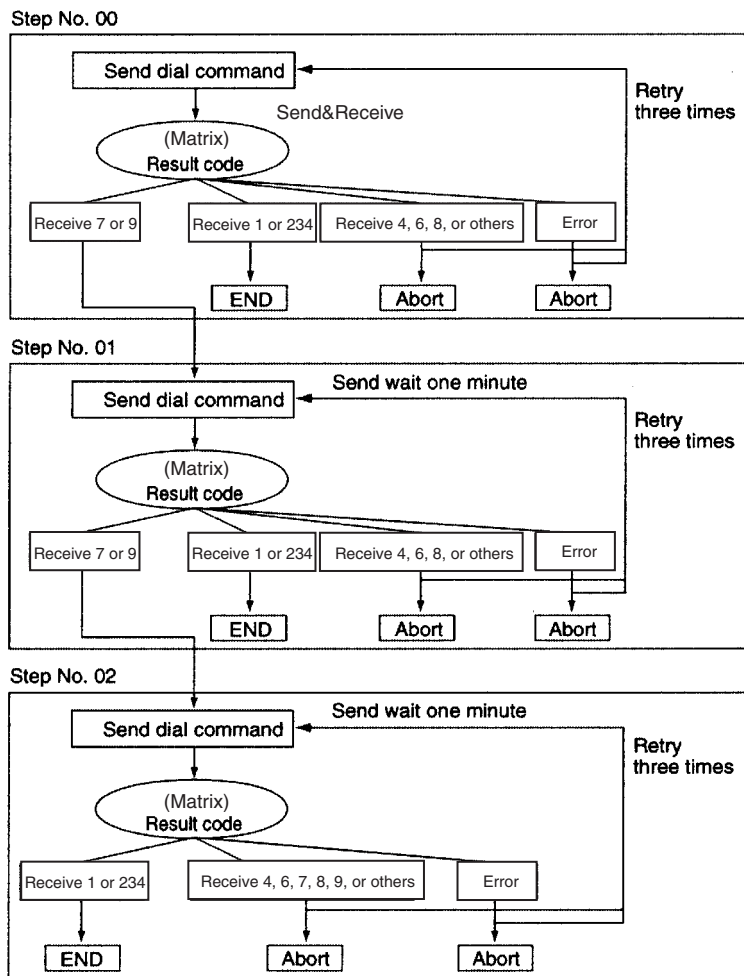 Step No. 00
Send dial command
Retry
three times
Send&Receive
(Matrix)
Result code
Receive 7 or 9
Receive 1 or 234
Receive 4, 6, 8, or others
Error
END
Abort
Abort
Step No. 01
Send wait one minute
Send dial command
Retry
three times
(Matrix)
Result code
Receive 7 or 9
Receive 1 or 234
Receive 4, 6, 8, or others
Error
END
Abort
Abort
Step No. 02
Send wait one minute
Send dial command
Retry
three times
(Matrix)
Result code
Receive 1 or 234
Receive 4, 6, 7, 8, 9, or others
Error
END
Abort
Abort